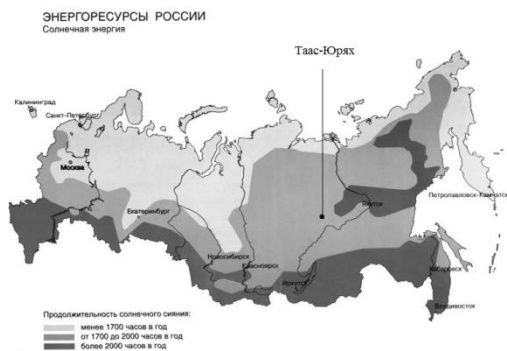 ЭНЕРГОРЕСУРСЫ РОССИИ
Солнечная энергия
Таас-Юрях
Калининград
Санкт-Петербург
Москва
Петропавловск-Камчатск
Екатеринбург
Якутск
Новосибирск
Красноярск
Иркутск
Хабаровск
Владивосток
Продолжительность солнечного сияния:
менее 1700 часов в год
от 1700 до 2000 часов в год
более 2000 часов в год